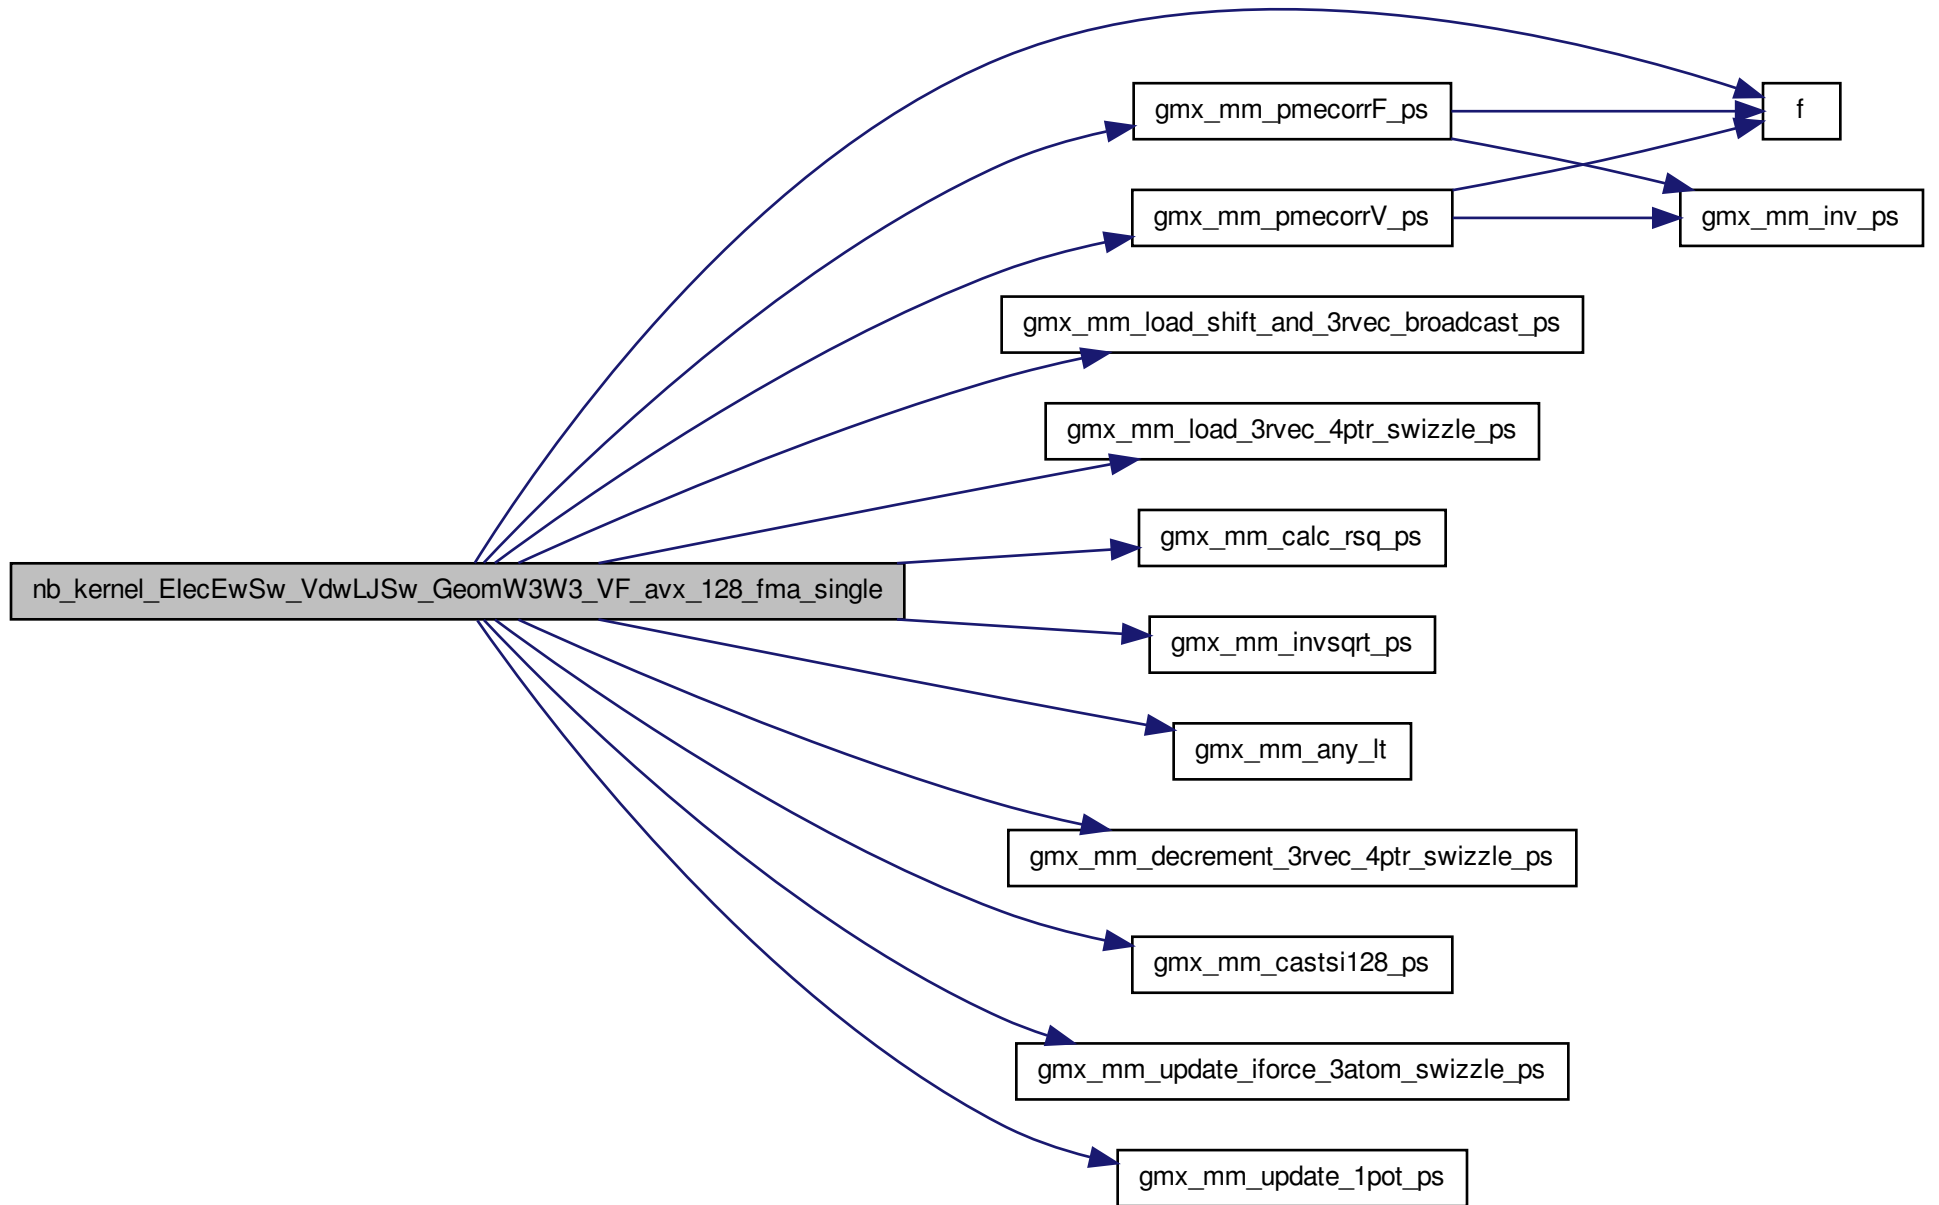 gmx_mm_pmecorrF_ps
f
gmx_mm_pmecorrV_ps
gmx_mm_inv_ps
gmx_mm_load_shift_and_3rvec_broadcast_ps
gmx_mm_load_3rvec_4ptr_swizzle_ps
gmx_mm_calc_rsq_ps
nb_kernel_ElecEwSw_VdwLJSw_GeomW3W3_VF_avx_128_fma_single
gmx_mm_invsqrt_ps
gmx_mm_any_lt
gmx_mm_decrement_3rvec_4ptr_swizzle_ps
gmx_mm_castsi128_ps
gmx_mm_update_iforce_3atom_swizzle_ps
gmx_mm_update_1pot_ps